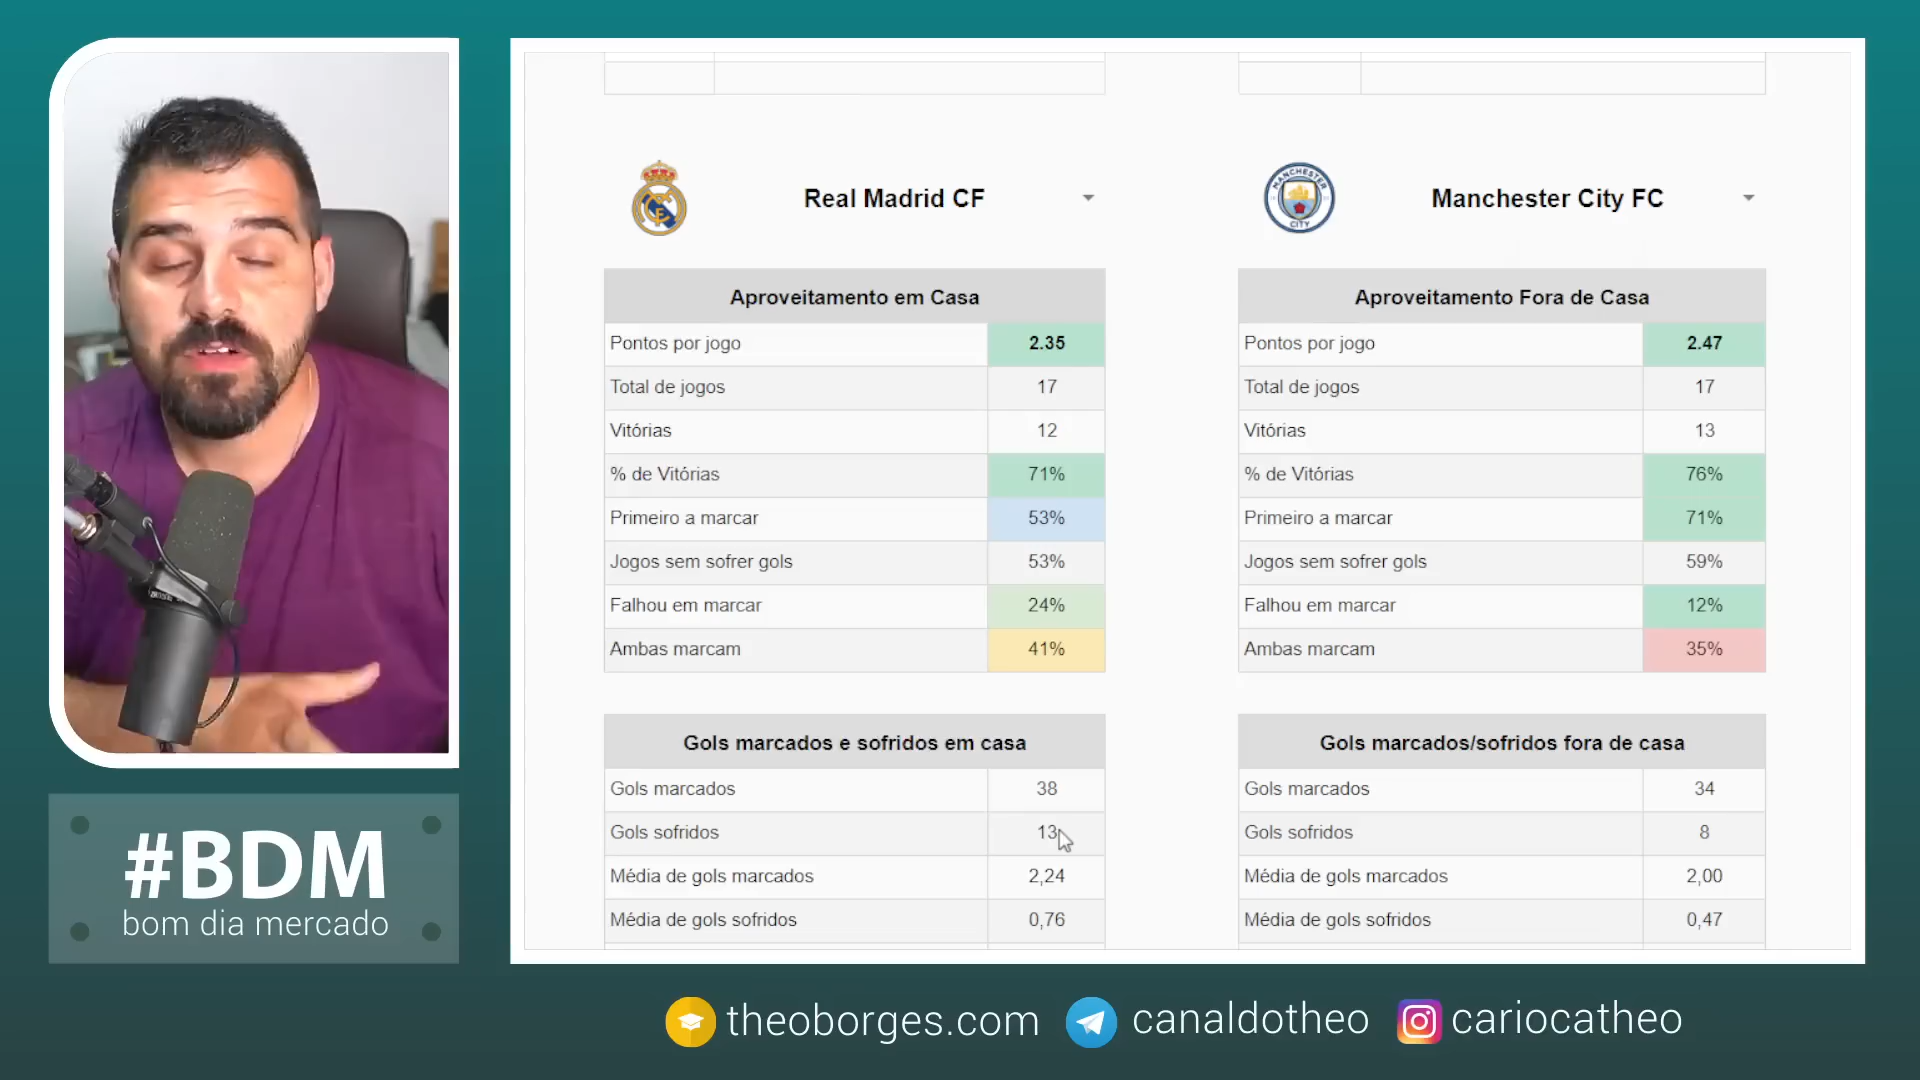 Real Madrid CF
Aproveitamento em Casa
Pontos por jogo 2.35
Total de jogos 17
Vitórias 12
% de Vitórias 71%
Primeiro a marcar 53%
Jogos sem sofrer gols 53%
Falhou em marcar 24%
Ambas marcam 41%
Gols marcados e sofridos em casa
Gols marcados 38
Gols sofridos 13
Média de gols marcados 2,24
Média de gols sofridos 0,76
MANCHESTER
CITY
Manchester City FC
Aproveitamento Fora de Casa
Pontos por jogo 2.47
Total de jogos 17
Vitórias 13
% de Vitórias 76%
Primeiro a marcar 71%
Jogos sem sofrer gols 59%
Falhou em marcar 12%
Ambas marcam 35%
Gols marcados/sofridos fora de casa
Gols marcados 34
Gols sofridos 8
Média de gols marcados 2,00
Média de gols sofridos 0,47
#BDM
bom dia mercado
theoborges.com
canaldotheo
cariocatheo